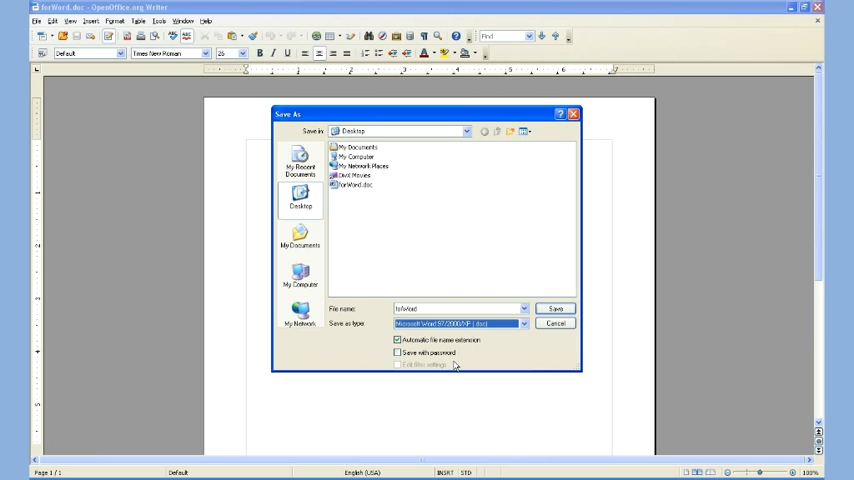 forWord.doc - OpenOffice.org Writer
File Edit View Insert Format Table Tools Window Help
Find
Default Times New Roman 26
Save As
Save in: Desktop
My Documents
My Computer
My Network Places
DivX Movies
forWord.doc
My Recent
Documents
Desktop
My Documents
My Computer
My Network
File name: forWord Save
Save as type: Microsoft Word 97/2000/XP (.doc) Cancel
Automatic file name extension
Save with password
Edit filter settings
Page 1 / 1 Default English (USA) INSRT STD 100%